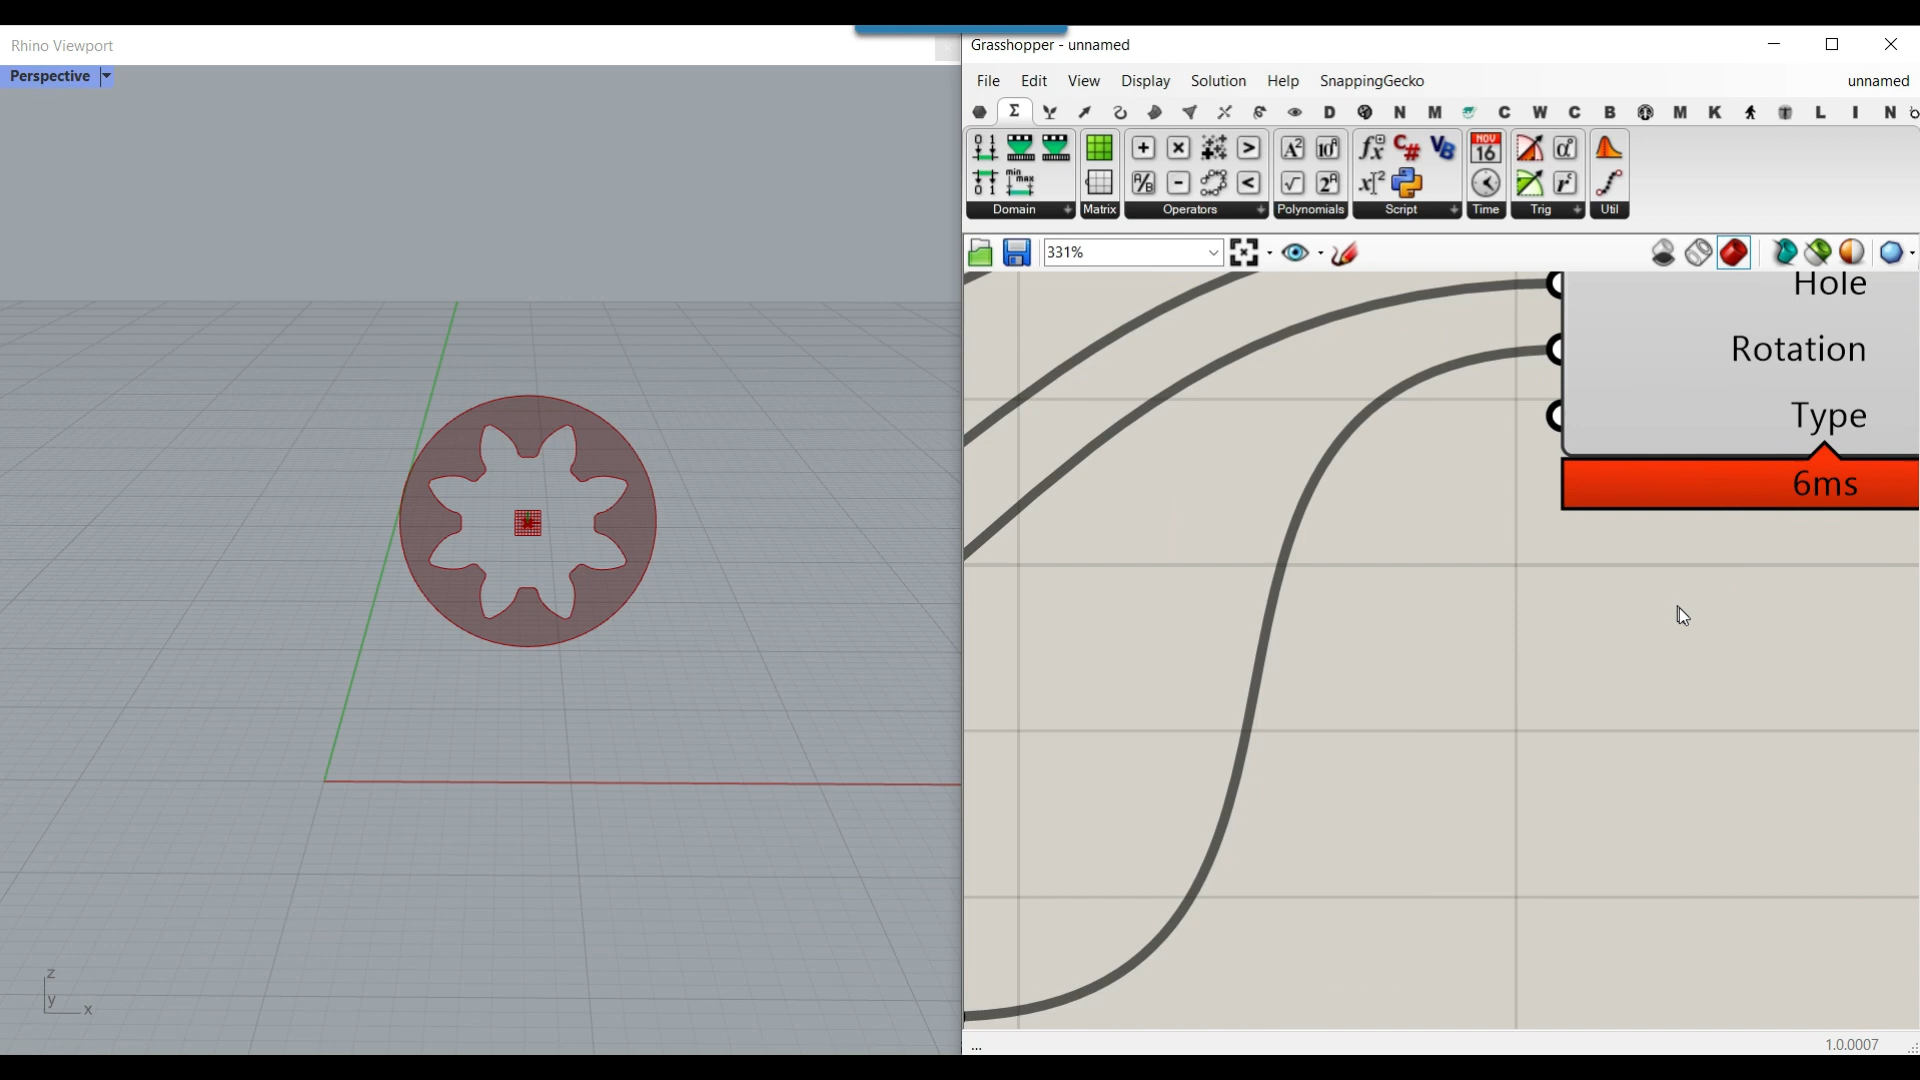 Rhino Viewport
Perspective
z
y
x
Grasshopper - unnamed
File Edit View Display Solution Help SnappingGecko unnamed
Σ D N M C W C B M K L I N
Domain Matrix Operators Polynomials Script Time Trig Util
331%
Hole
Rotation
Type
6ms
...
1.0.0007